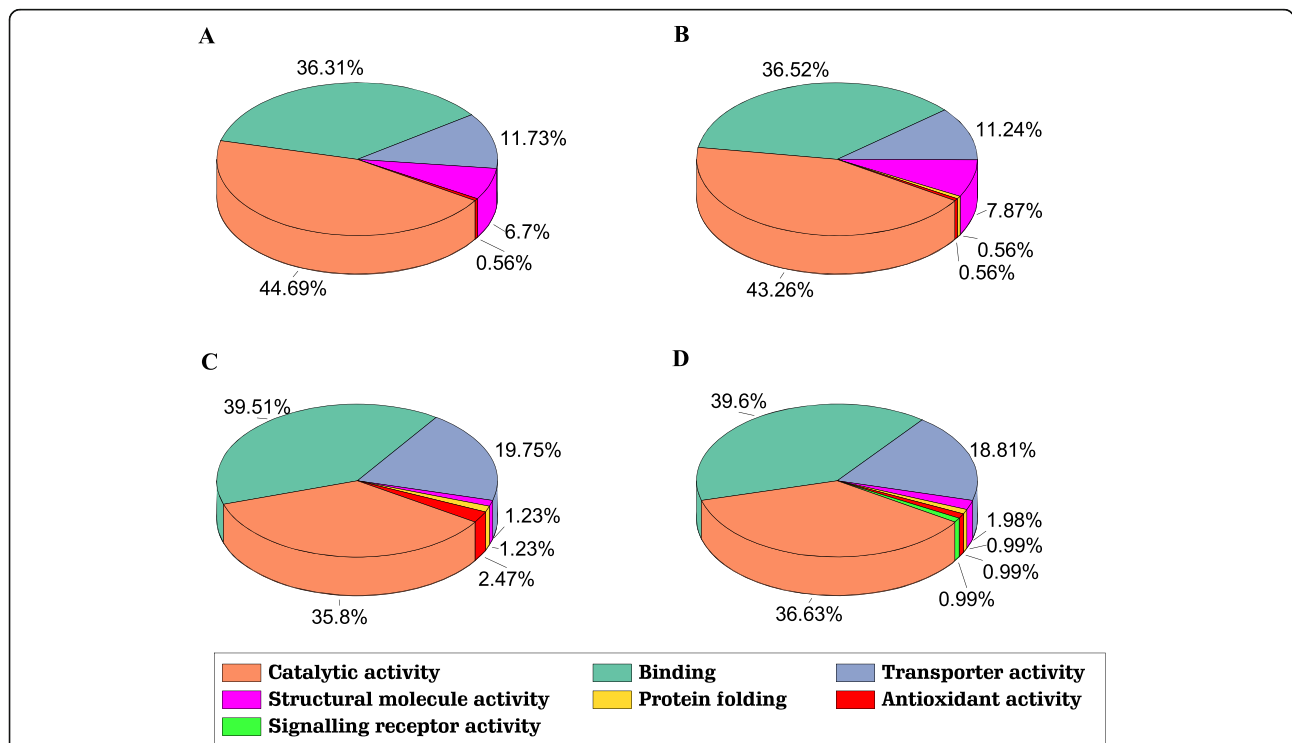 A
36.31%
11.73%
6.7%
0.56%
44.69%
B
36.52%
11.24%
7.87%
0.56%
0.56%
43.26%
C
39.51%
19.75%
1.23%
1.23%
2.47%
35.8%
D
39.6%
18.81%
1.98%
0.99%
0.99%
0.99%
36.63%
Catalytic activity
Binding
Transporter activity
Structural molecule activity
Protein folding
Antioxidant activity
Signalling receptor activity